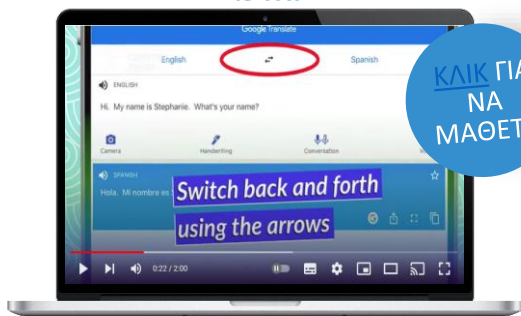 Google Translate
English
Spanish
ENGLISH
Hi. My name is Stephanie. What's your name?
Camera
Handwriting
Conversation
SPANISH
Hola. Mi nombre es
Switch back and forth
using the arrows
0:22 / 2:00
ΚΛΙΚ ΓΙΑ
ΝΑ
ΜΑΘΕΤ